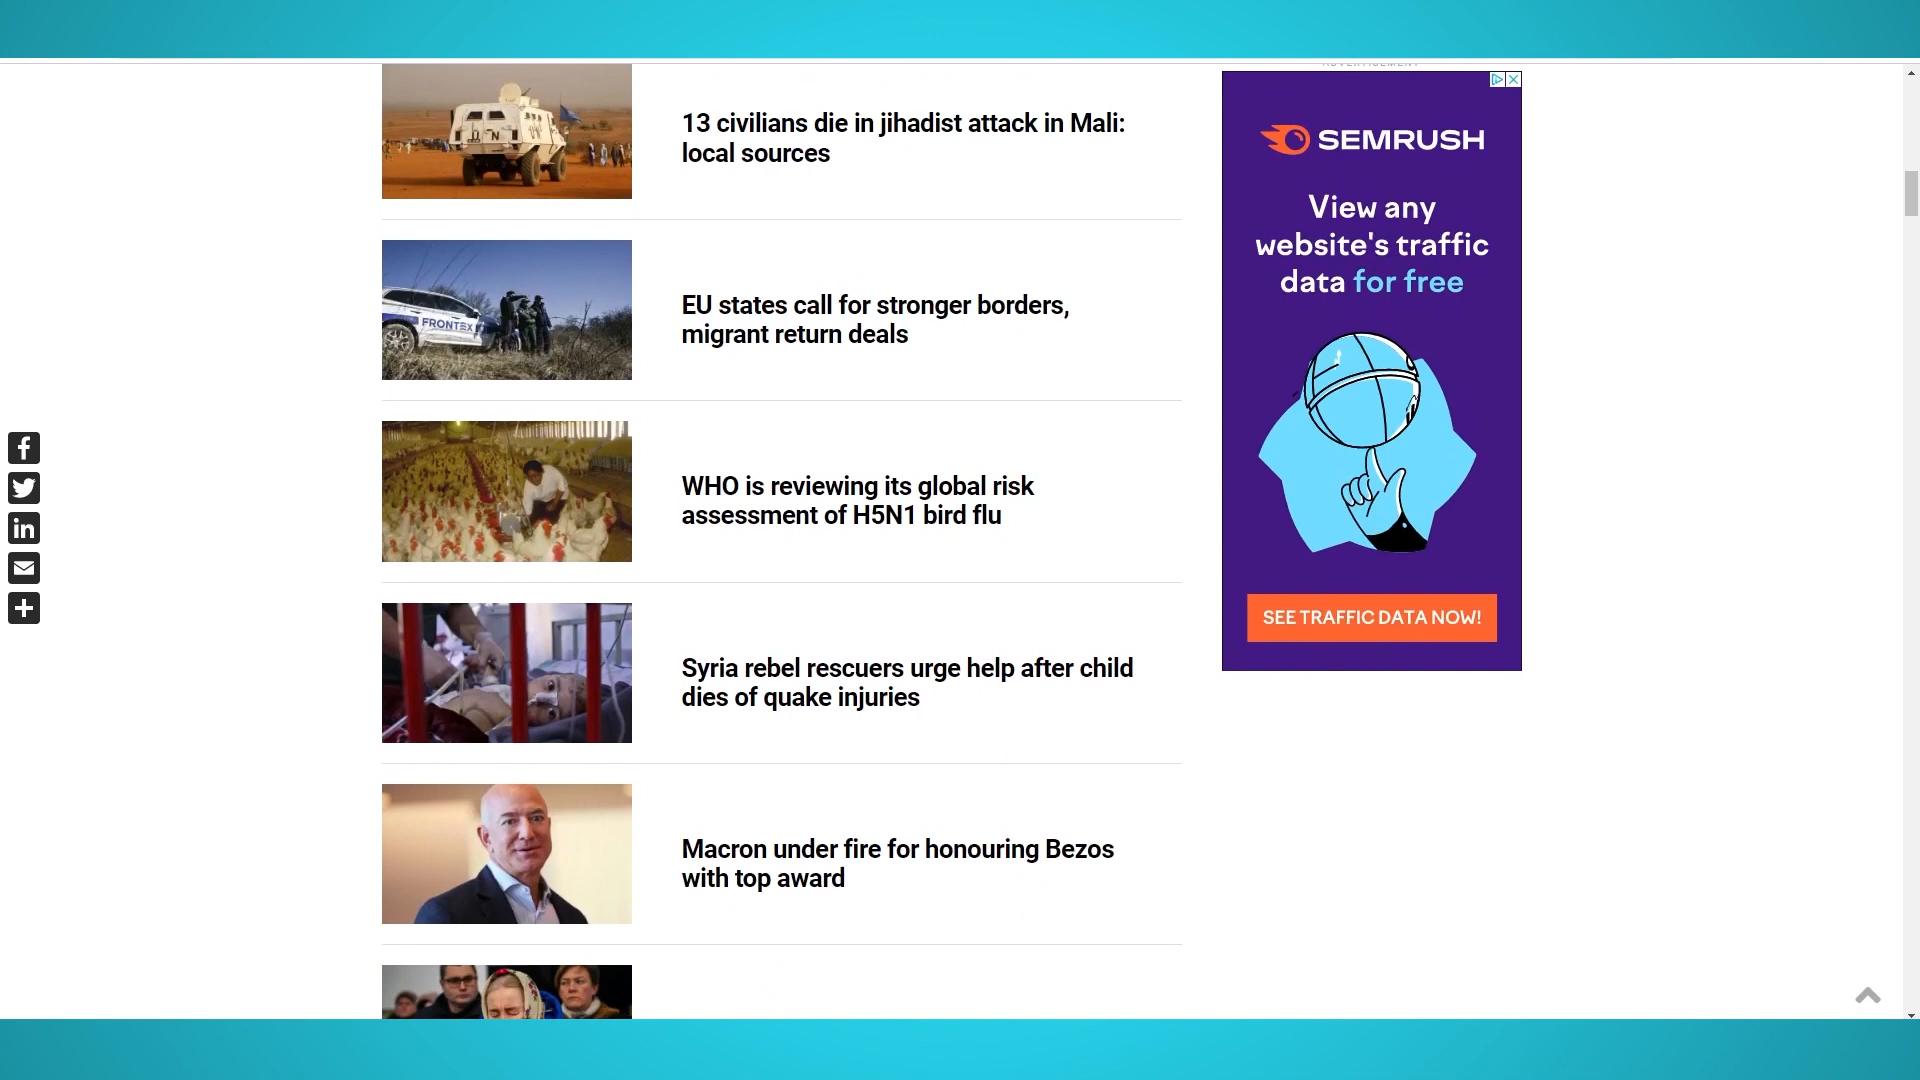 ADVERTISEMENT
13 civilians die in jihadist attack in Mali:
local sources
UN
EU states call for stronger borders,
migrant return deals
FRONTEX
WHO is reviewing its global risk
assessment of H5N1 bird flu
Syria rebel rescuers urge help after child
dies of quake injuries
Macron under fire for honouring Bezos
with top award
SEMRUSH
View any
website's traffic
data for free
SEE TRAFFIC DATA NOW!